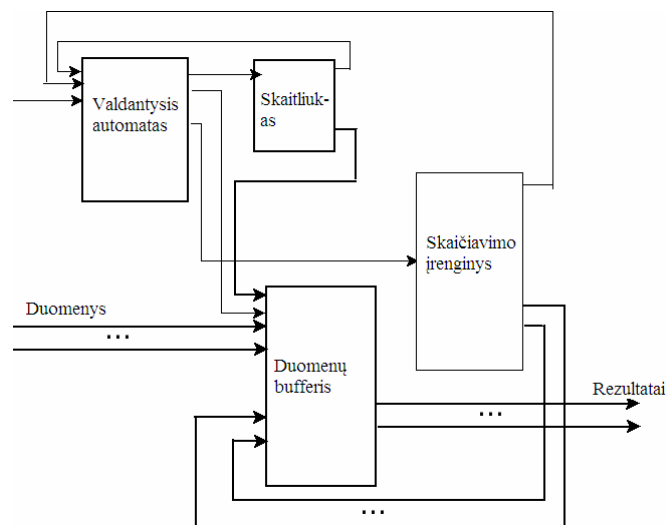 Valdantysis
automatas
Skaitliuk-
as
Skaičiavimo
įrenginys
Duomenys
...
Duomenų
bufferis
Rezultatai
...
...